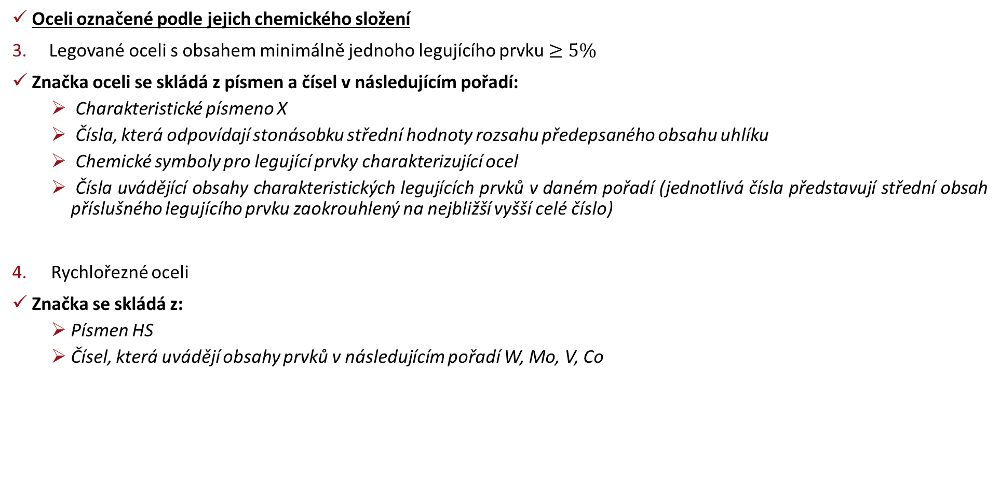 ✓ Oceli označené podle jejich chemického složení
3. Legované oceli s obsahem minimálně jednoho legujícího prvku ≥ 5%
✓ Značka oceli se skládá z písmen a čísel v následujícím pořadí:
➢ Charakteristické písmeno X
➢ Čísla, která odpovídají stonásobku střední hodnoty rozsahu předepsaného obsahu uhlíku
➢ Chemické symboly pro legující prvky charakterizující ocel
➢ Čísla uvádějící obsahy charakteristických legujících prvků v daném pořadí (jednotlivá čísla představují střední obsah
příslušného legujícího prvku zaokrouhlený na nejbližší vyšší celé číslo)
4. Rychlořezné oceli
✓ Značka se skládá z:
➢ Písmen HS
➢ Čísel, která uvádějí obsahy prvků v následujícím pořadí W, Mo, V, Co